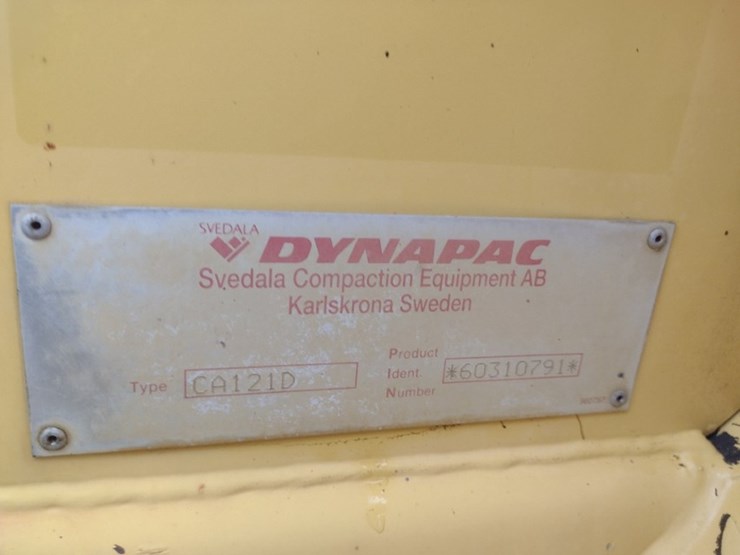 SVEDALA
DYNAPAC
Svedala Compaction Equipment AB
Karlskrona Sweden
Type CA121D
Product
Ident. *60310791*
Number